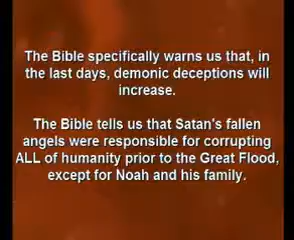 The Bible specifically warns us that, in
the last days, demonic deceptions will
increase.
The Bible tells us that Satan's fallen
angels were responsible for corrupting
ALL of humanity prior to the Great Flood,
except for Noah and his family.